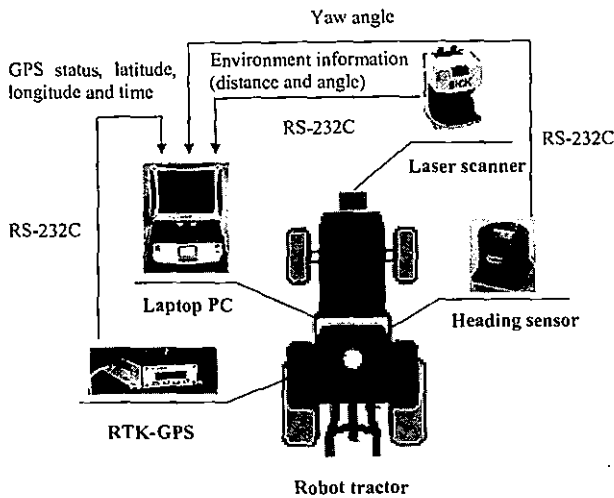 Yaw angle
GPS status, latitude,
longitude and time
Environment information
(distance and angle)
SICK
RS-232C
RS-232C
Laser scanner
RS-232C
Laptop PC
Heading sensor
RTK-GPS
Robot tractor